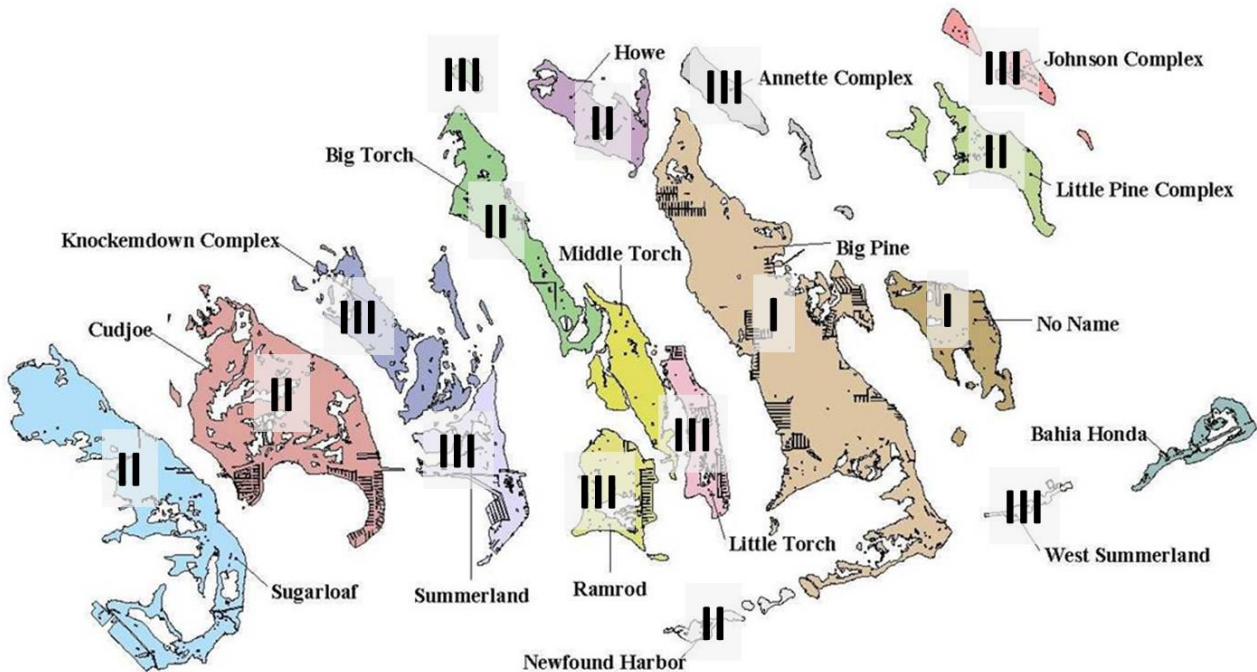 Howe
III
III
Annette Complex
III
Johnson Complex
II
Big Torch
II
Little Pine Complex
II
Knockemdown Complex
Middle Torch
Big Pine
III
I
I
No Name
Cudjoe
II
III
III
Bahia Honda
II
III
III
Little Torch
West Summerland
Sugarloaf
Summerland
Ramrod
II
Newfound Harbor